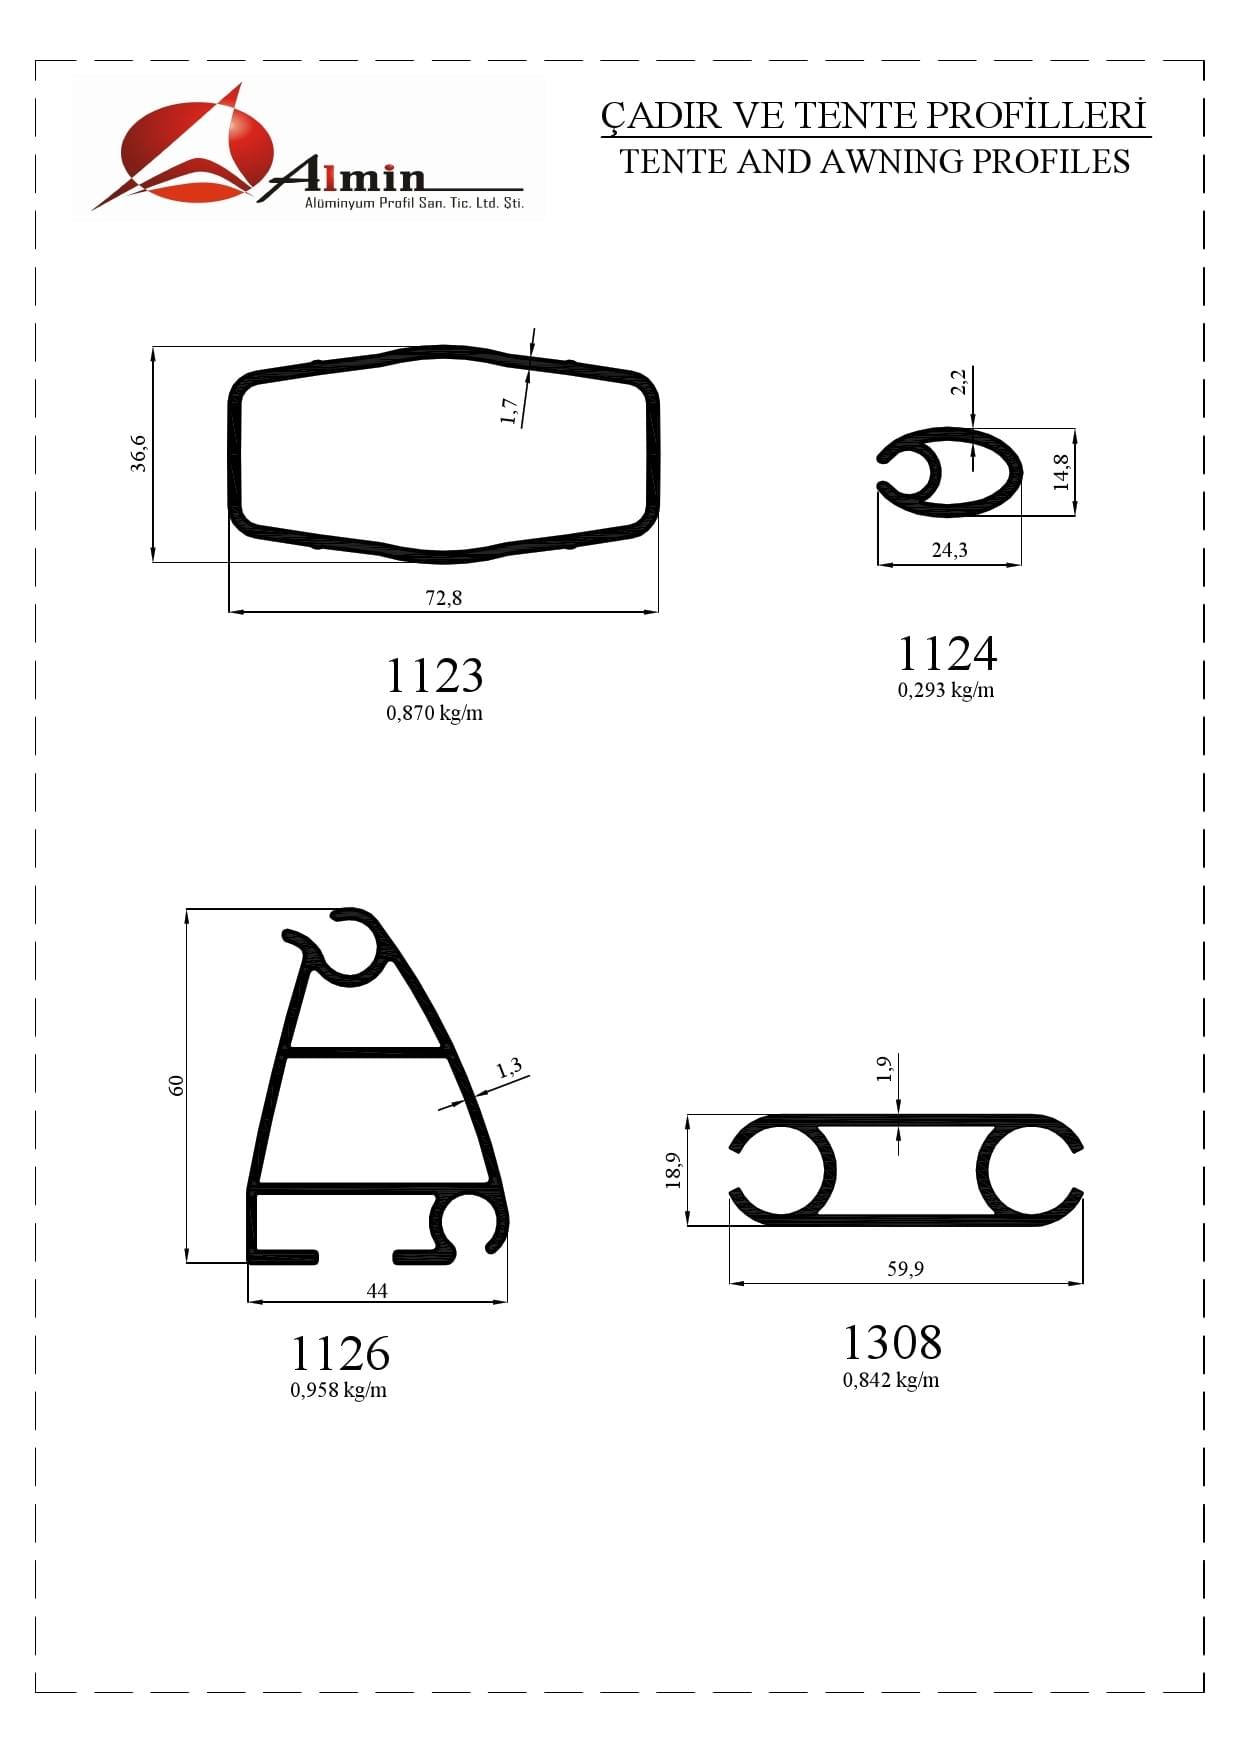 Almin
Alüminyum Profil San. Tic. Ltd. Şti.
ÇADIR VE TENTE PROFİLLERİ
TENTE AND AWNING PROFILES
36,6
1,7
72,8
1123
0,870 kg/m
2,2
14,8
24,3
1124
0,293 kg/m
60
1,3
44
1126
0,958 kg/m
1,9
18,9
59,9
1308
0,842 kg/m